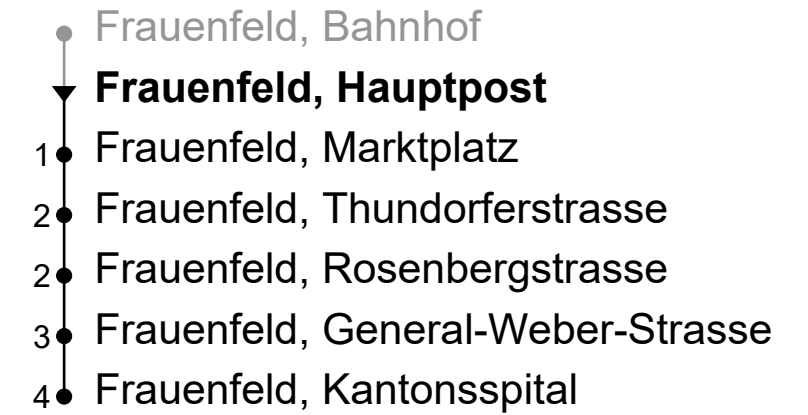 Frauenfeld, Bahnhof
Frauenfeld, Hauptpost
1 Frauenfeld, Marktplatz
2 Frauenfeld, Thundorferstrasse
2 Frauenfeld, Rosenbergstrasse
3 Frauenfeld, General-Weber-Strasse
4 Frauenfeld, Kantonsspital